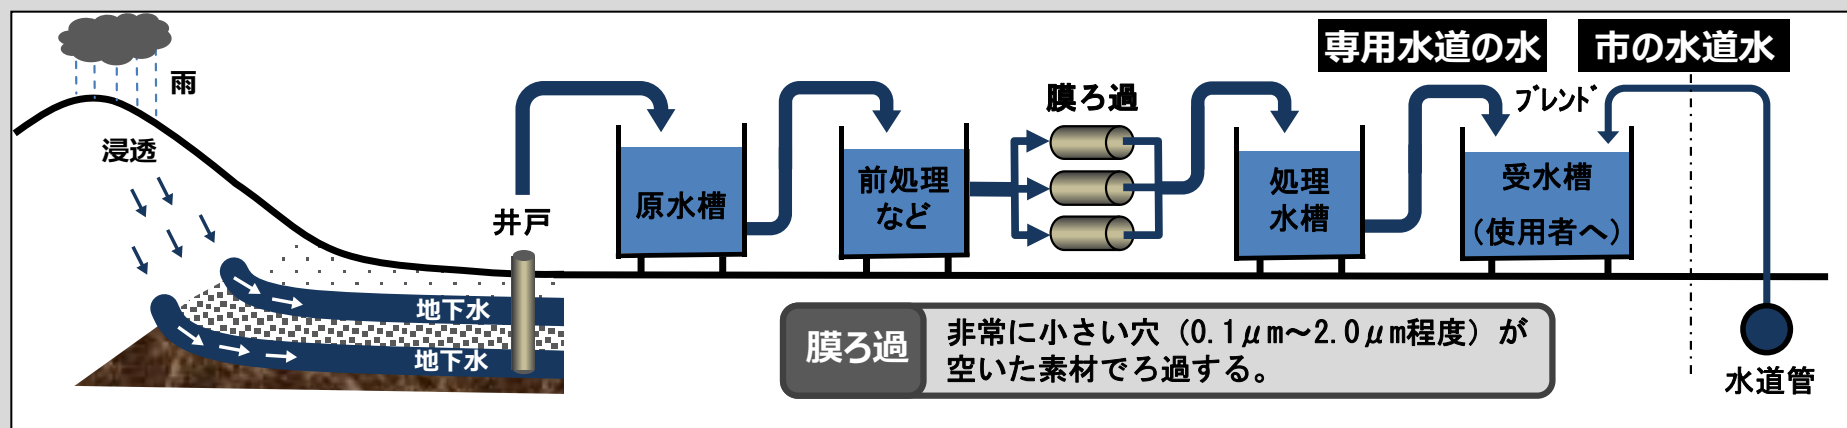 専用水道の水
市の水道水
雨
浸透
井戸
地下水
地下水
原水槽
前処理
など
膜ろ過
処理
水槽
ブレンド
受水槽
（使用者へ）
水道管
膜ろ過
非常に小さい穴（0.1μm～2.0μm程度）が
空いた素材でろ過する。